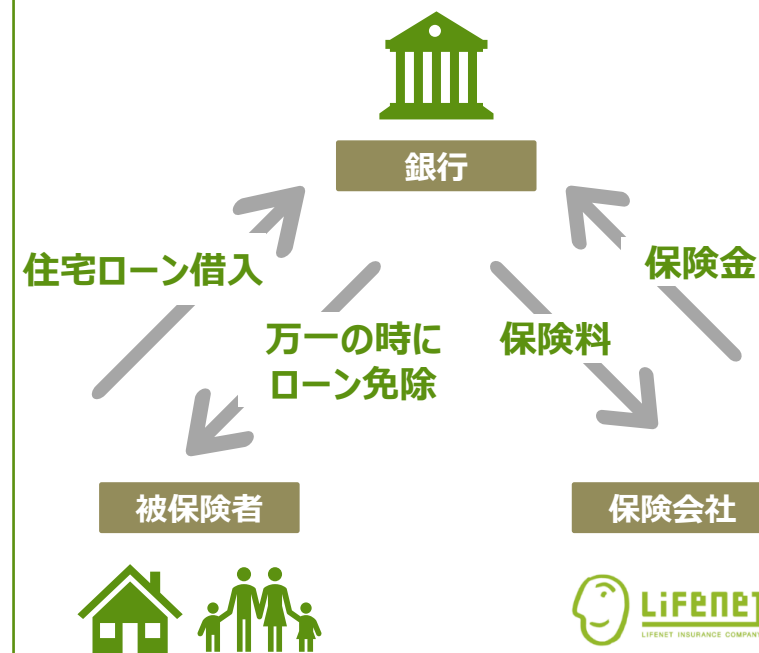 銀行
住宅ローン借入
保険金
万一の時に
ローン免除
保険料
被保険者
保険会社
LIFENET
LIFENET INSURANCE COMPANY